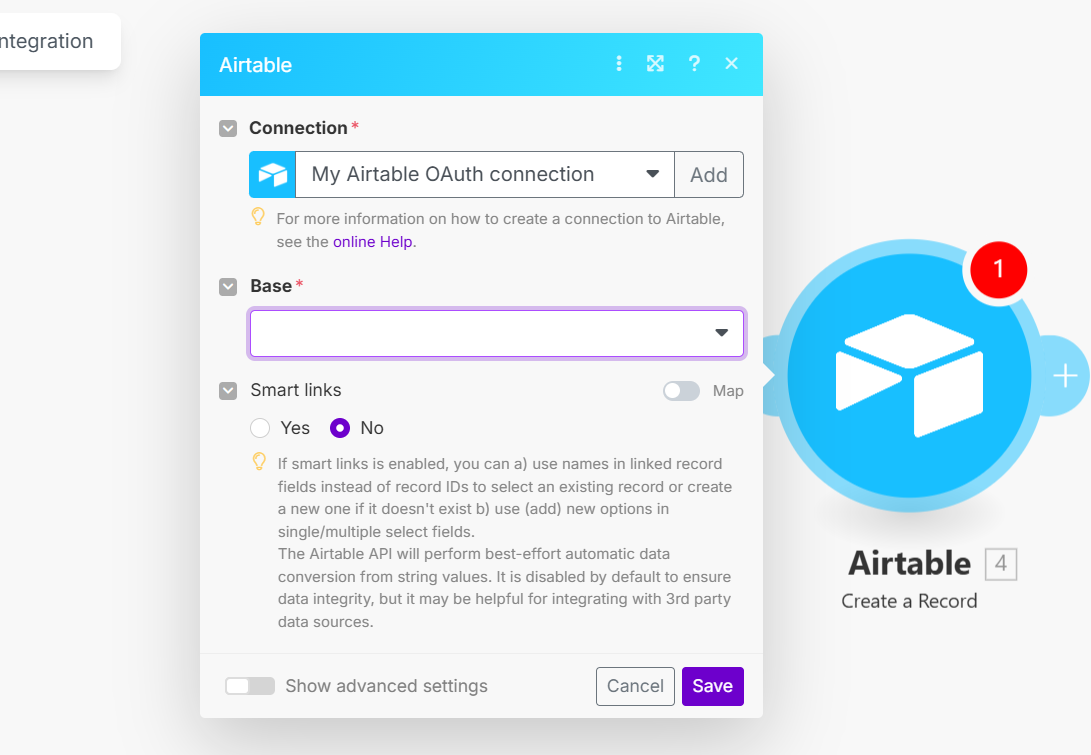 ntegration
Airtable
Connection *
My Airtable OAuth connection
Add
For more information on how to create a connection to Airtable,
see the online Help.
Base *
Smart links
Map
Yes
No
If smart links is enabled, you can a) use names in linked record
fields instead of record IDs to select an existing record or create
a new one if it doesn't exist b) use (add) new options in
single/multiple select fields.
The Airtable API will perform best-effort automatic data
conversion from string values. It is disabled by default to ensure
data integrity, but it may be helpful for integrating with 3rd party
data sources.
Show advanced settings
Cancel
Save
1
Airtable 4
Create a Record